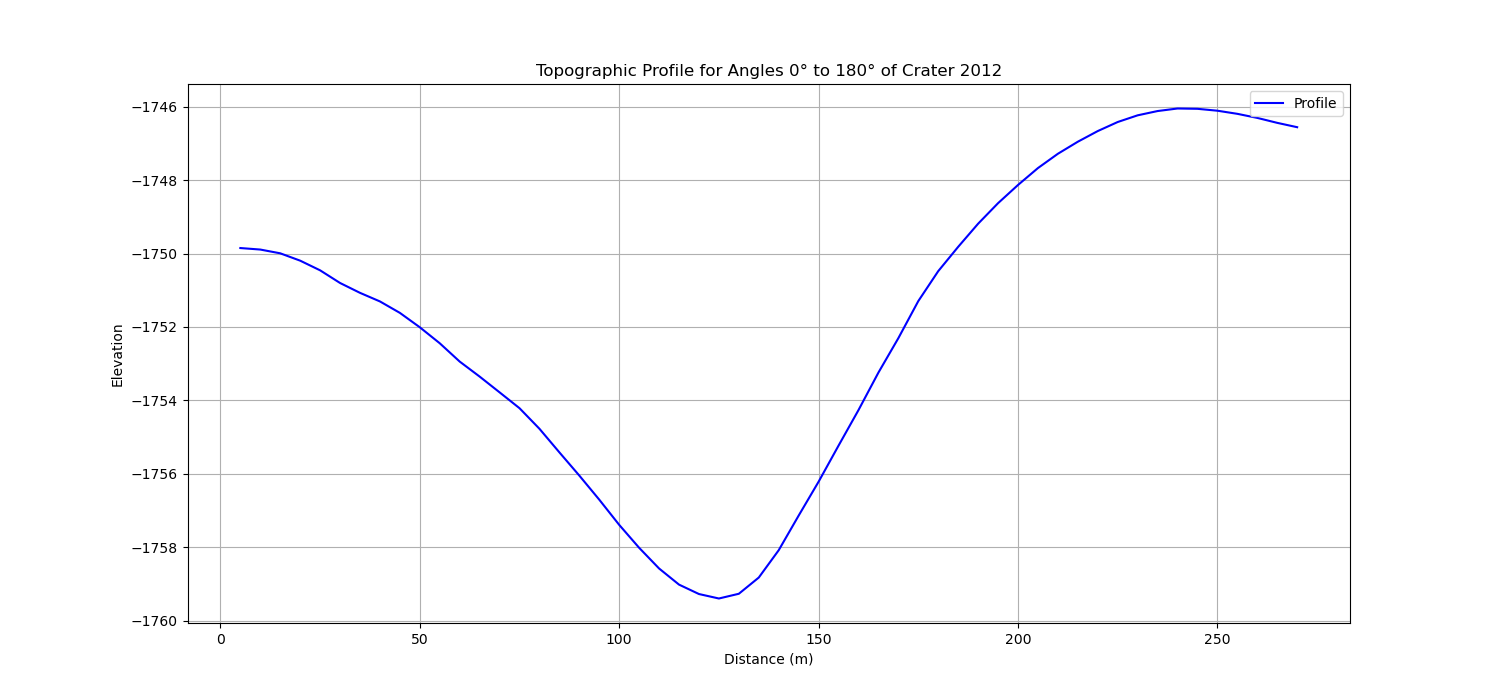 Topographic Profile for Angles 0° to 180° of Crater 2012
Profile
−1746
−1748
−1750
−1752
−1754
−1756
−1758
−1760
Elevation
0 50 100 150 200 250
Distance (m)